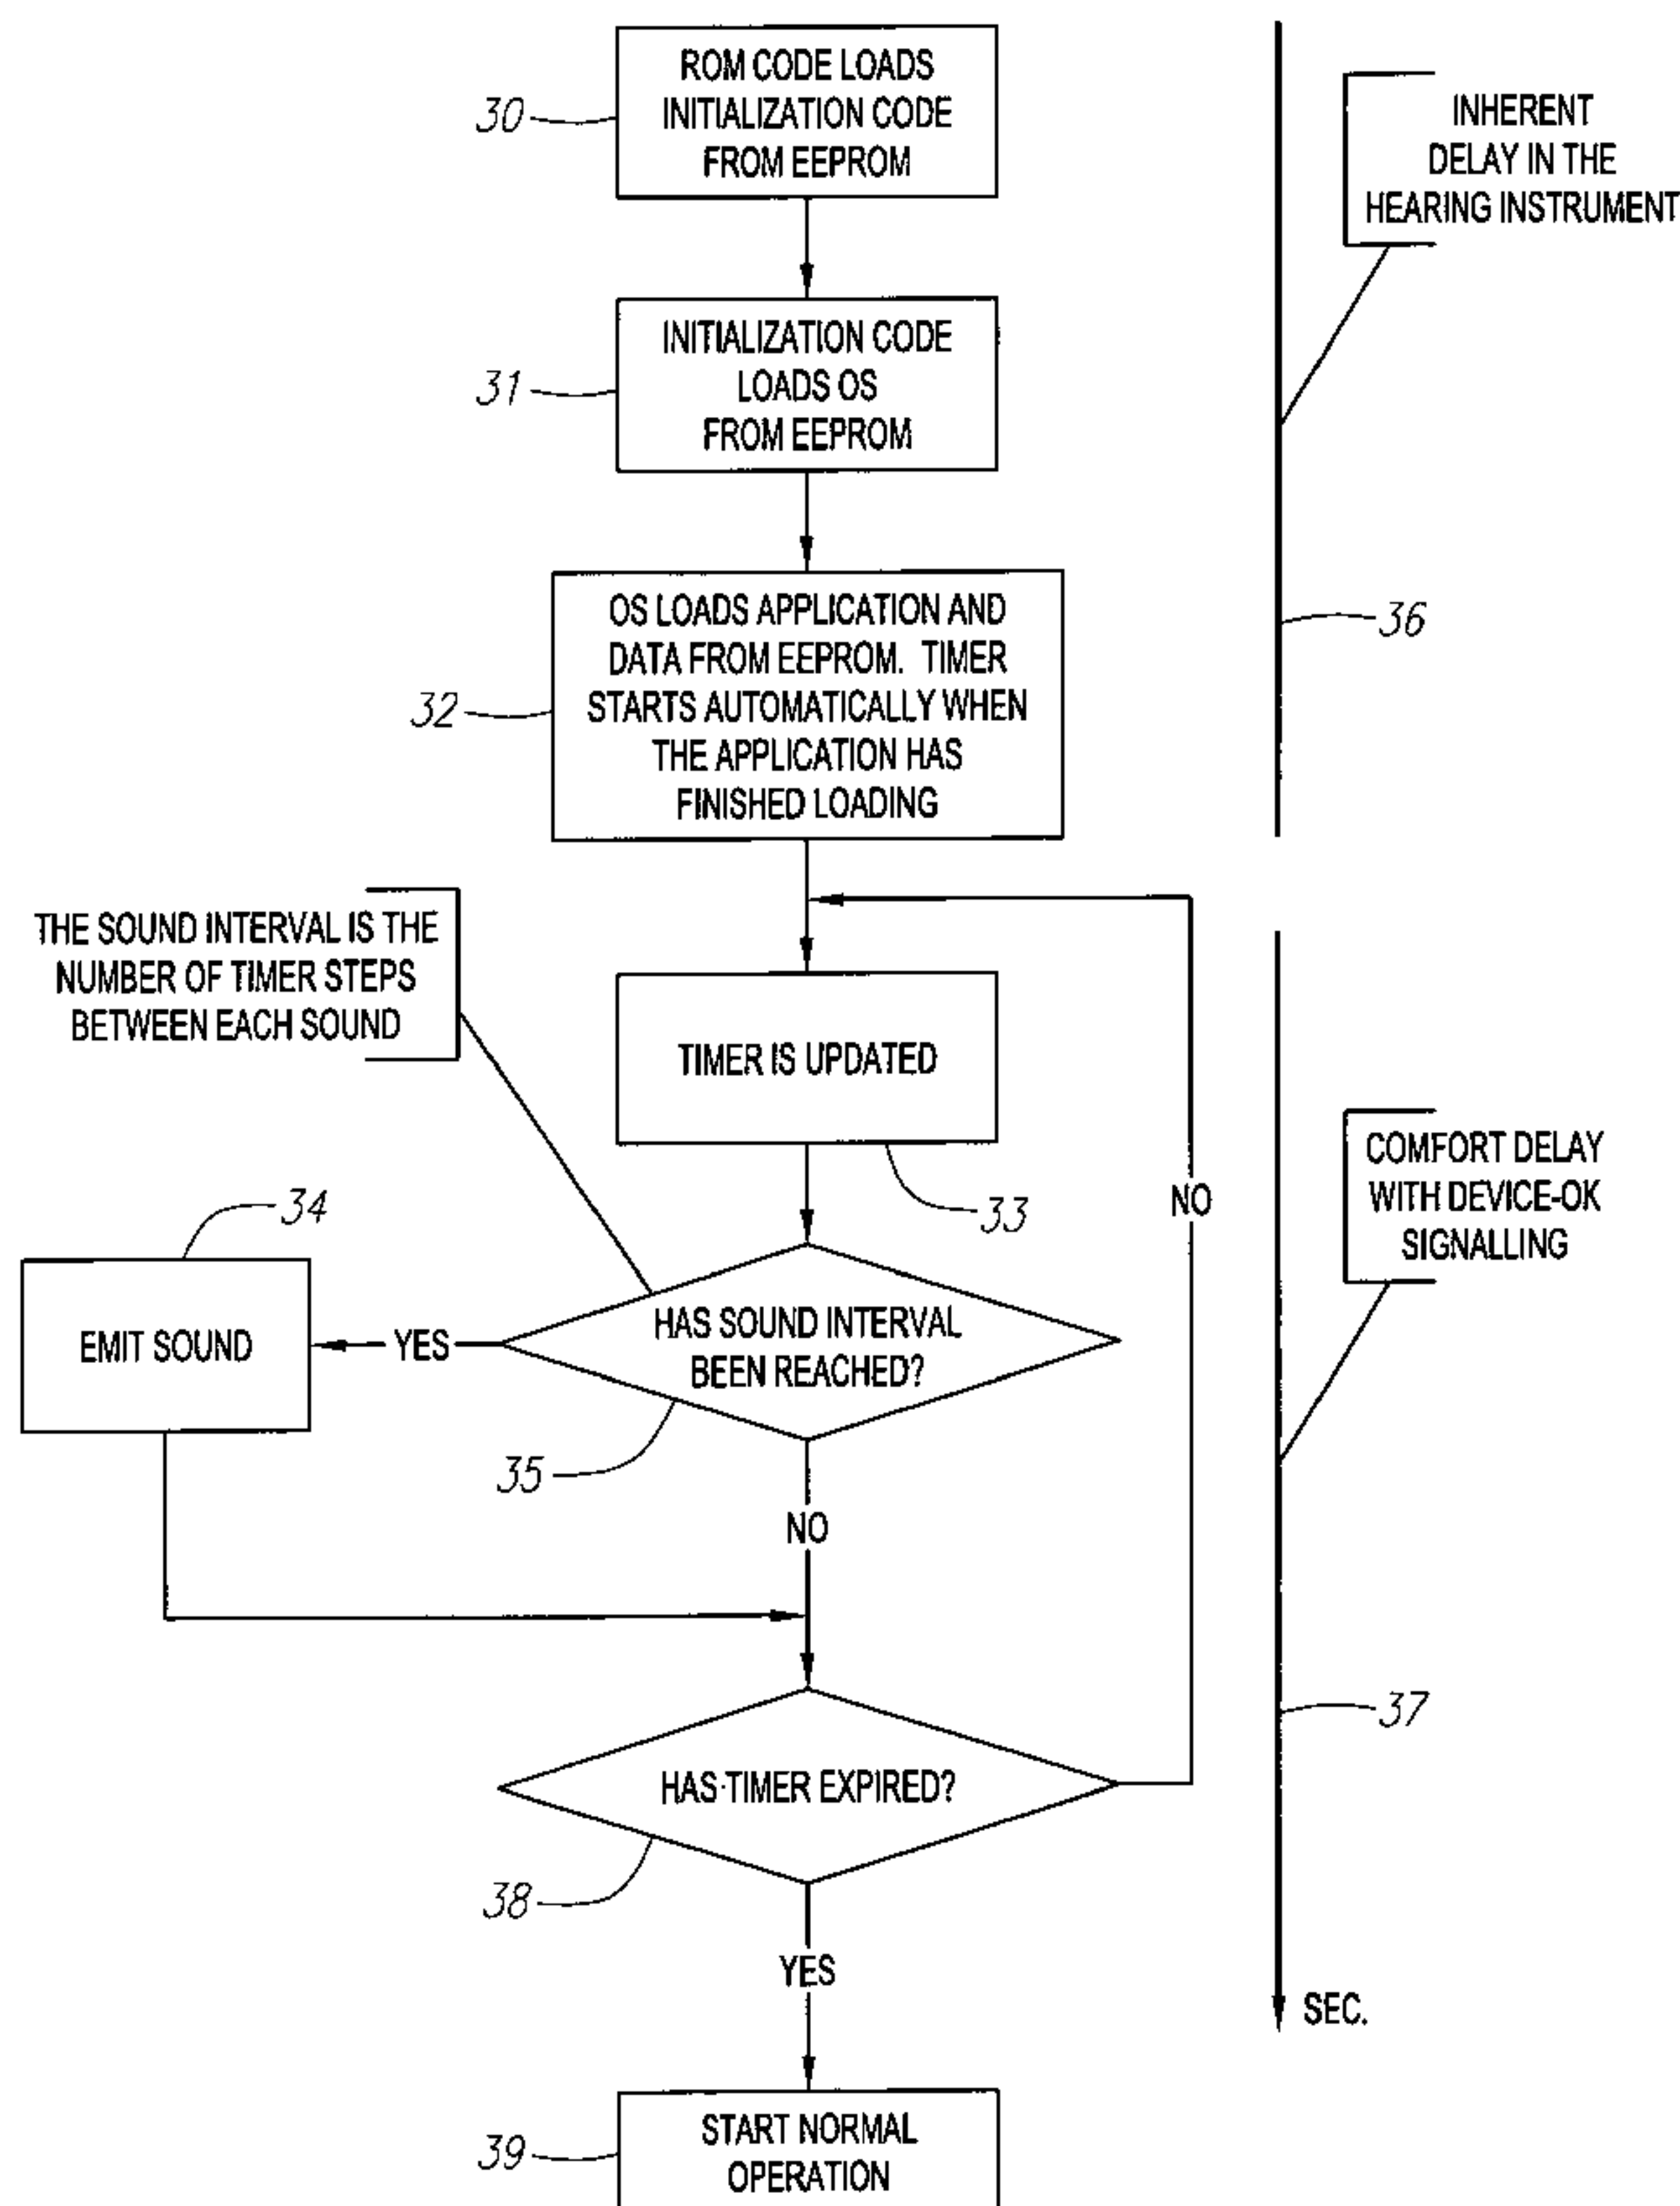 ROM CODE LOADS
INITIALIZATION CODE
FROM EEPROM
30
INHERENT
DELAY IN THE
HEARING INSTRUMENT
INITIALIZATION CODE
LOADS OS
FROM EEPROM
31
OS LOADS APPLICATION AND
DATA FROM EEPROM. TIMER
STARTS AUTOMATICALLY WHEN
THE APPLICATION HAS
FINISHED LOADING
32
36
THE SOUND INTERVAL IS THE
NUMBER OF TIMER STEPS
BETWEEN EACH SOUND
TIMER IS UPDATED
33
NO
COMFORT DELAY
WITH DEVICE-OK
SIGNALLING
34
EMIT SOUND
YES
HAS SOUND INTERVAL
BEEN REACHED?
35
NO
37
HAS TIMER EXPIRED?
38
YES
SEC.
START NORMAL
OPERATION
39